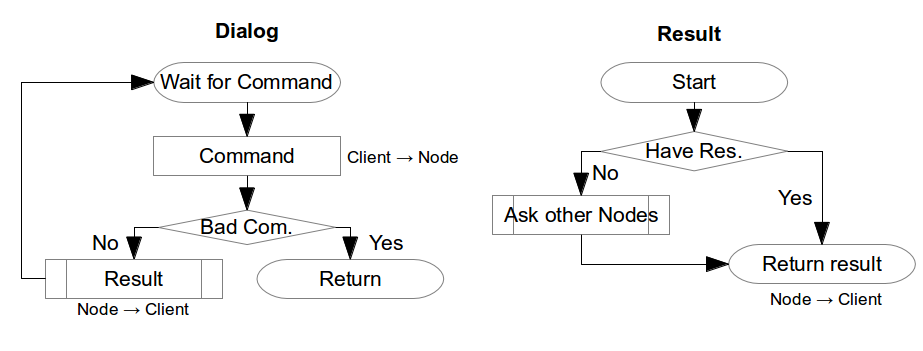 Dialog
Wait for Command
Command
Client → Node
Bad Com.
No
Yes
Result
Return
Node → Client
Result
Start
Have Res.
No
Yes
Ask other Nodes
Return result
Node → Client